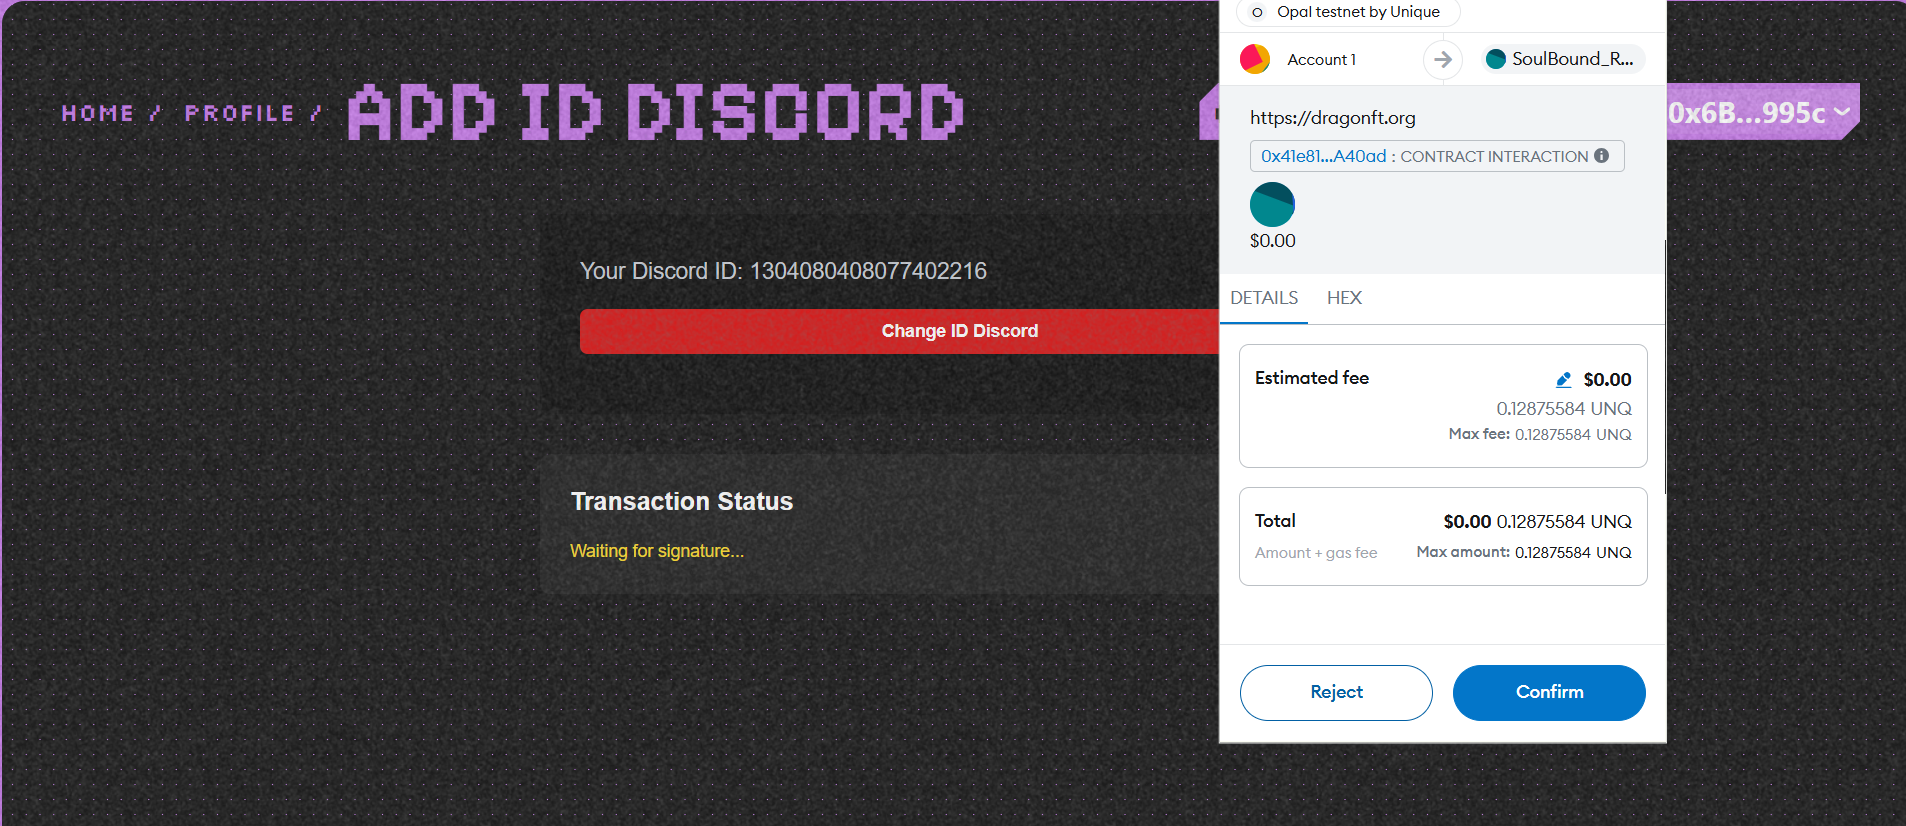 HOME / PROFILE / ADD ID DISCORD
0x6B...995c
Your Discord ID: 1304080408077402216
Change ID Discord
Transaction Status
Waiting for signature...
O Opal testnet by Unique
Account 1 SoulBound_R...
https://dragonft.org
0x41e81...A40ad : CONTRACT INTERACTION
$0.00
DETAILS HEX
Estimated fee $0.00
0.12875584 UNQ
Max fee: 0.12875584 UNQ
Total $0.00 0.12875584 UNQ
Amount + gas fee Max amount: 0.12875584 UNQ
Reject Confirm